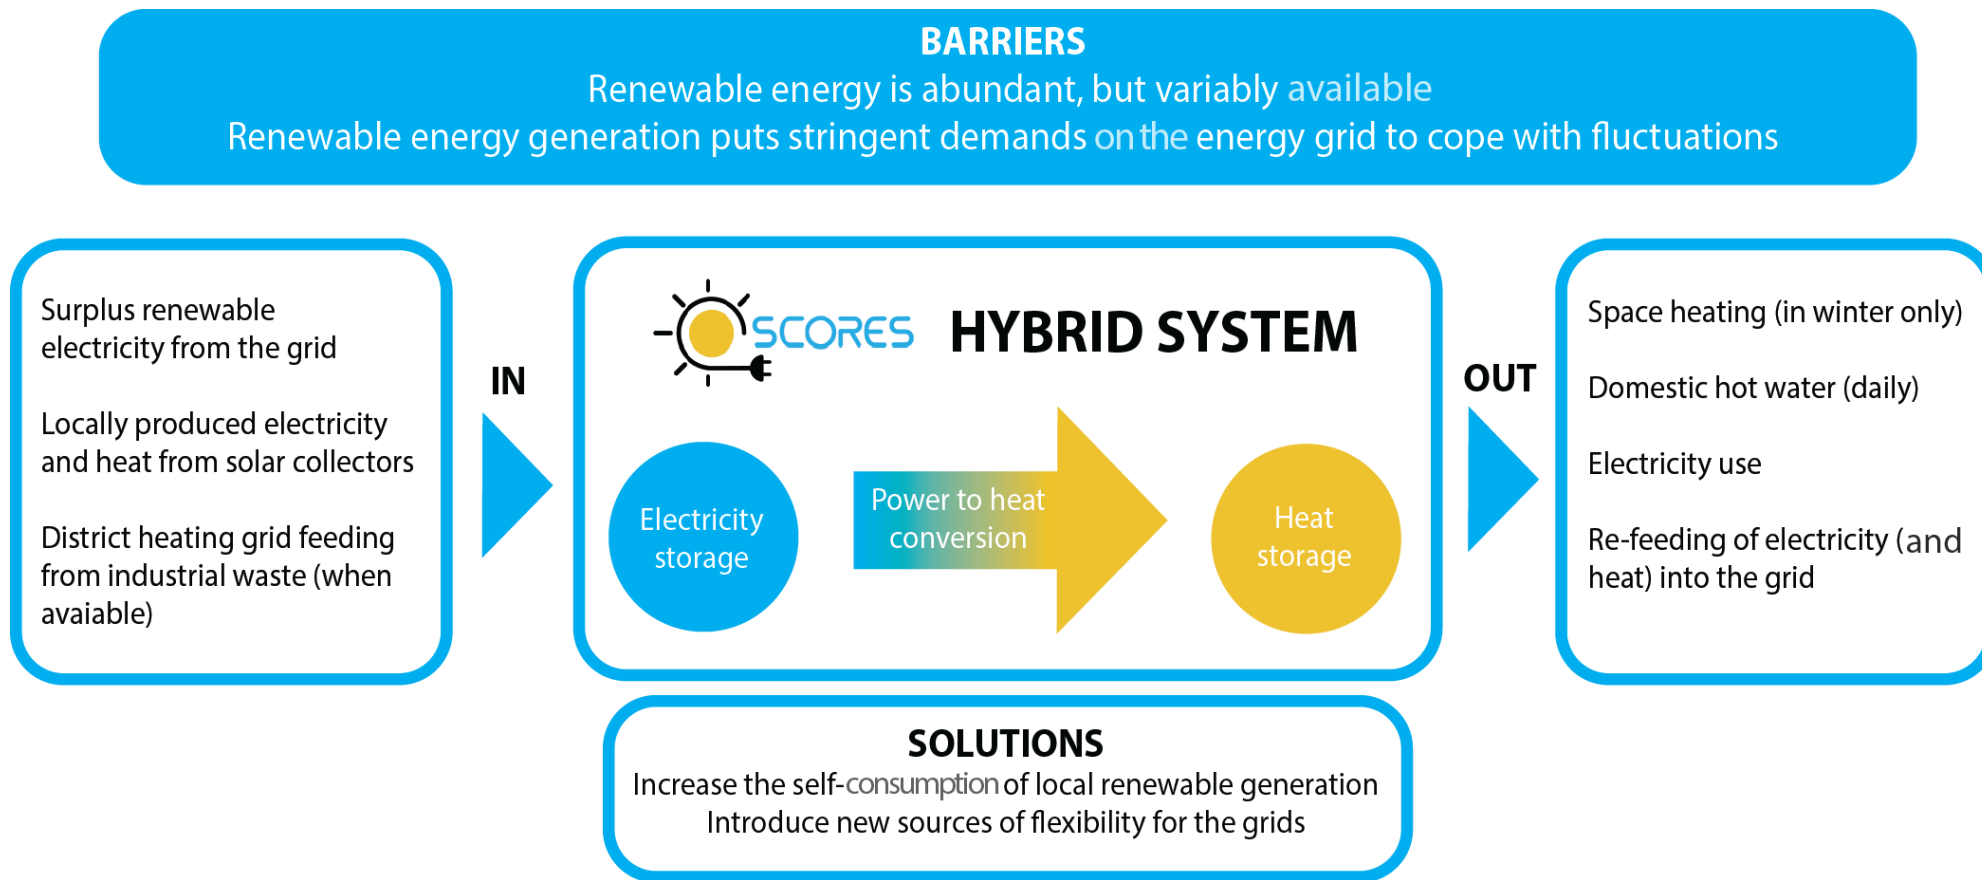 BARRIERS
Renewable energy is abundant, but variably available
Renewable energy generation puts stringent demands on the energy grid to cope with fluctuations
Surplus renewable
electricity from the grid
Locally produced electricity
and heat from solar collectors
District heating grid feeding
from industrial waste (when
avaiable)
IN
SCORES
HYBRID SYSTEM
Electricity
storage
Power to heat
conversion
Heat
storage
OUT
Space heating (in winter only)
Domestic hot water (daily)
Electricity use
Re-feeding of electricity (and
heat) into the grid
SOLUTIONS
Increase the self-consumption of local renewable generation
Introduce new sources of flexibility for the grids